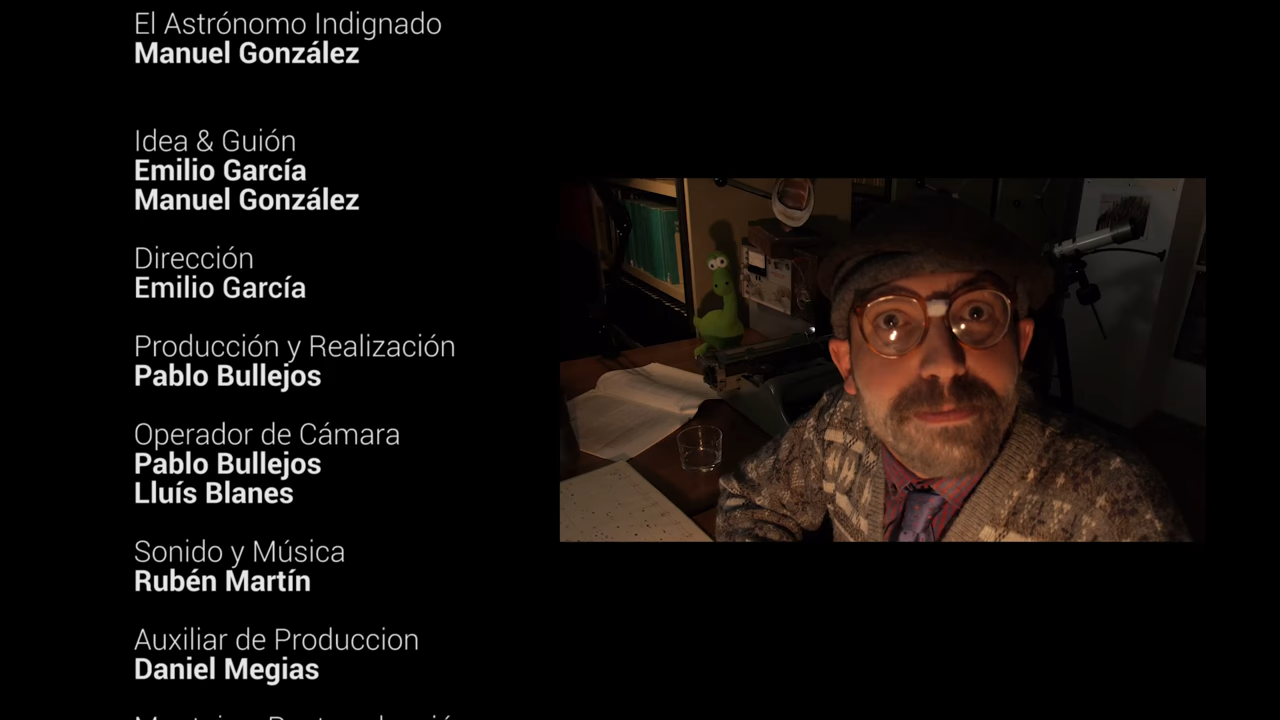 El Astrónomo Indignado
Manuel González
Idea & Guión
Emilio García
Manuel González
Dirección
Emilio García
Producción y Realización
Pablo Bullejos
Operador de Cámara
Pablo Bullejos
Lluís Blanes
Sonido y Música
Rubén Martín
Auxiliar de Produccion
Daniel Megias